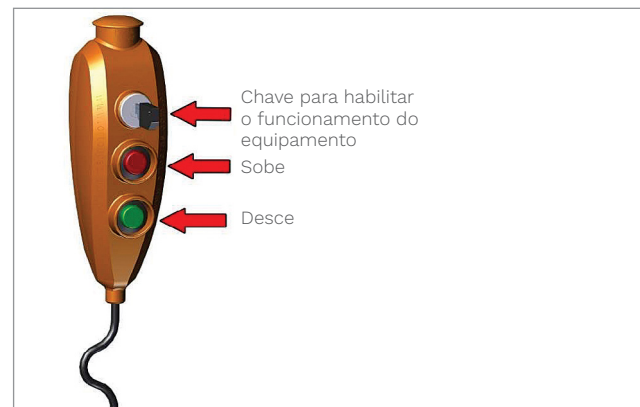 Chave para habilitar
o funcionamento do
equipamento
Sobe
Desce